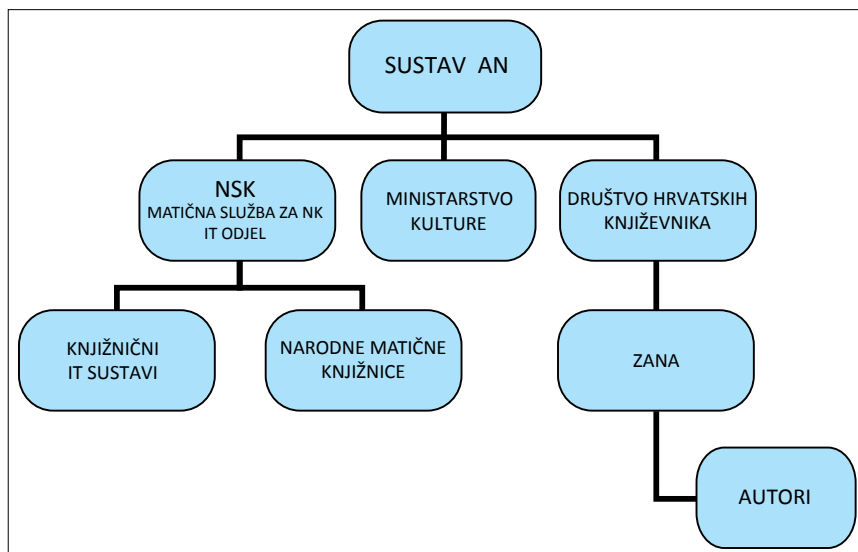 SUSTAV AN
NSK
MATIČNA SLUŽBA ZA NK
IT ODJEL
MINISTARSTVO
KULTURE
DRUŠTVO HRVATSKIH
KNJIŽEVNIKA
KNJIŽNIČNI
IT SUSTAVI
NARODNE MATIČNE
KNJIŽNICE
ZANA
AUTORI